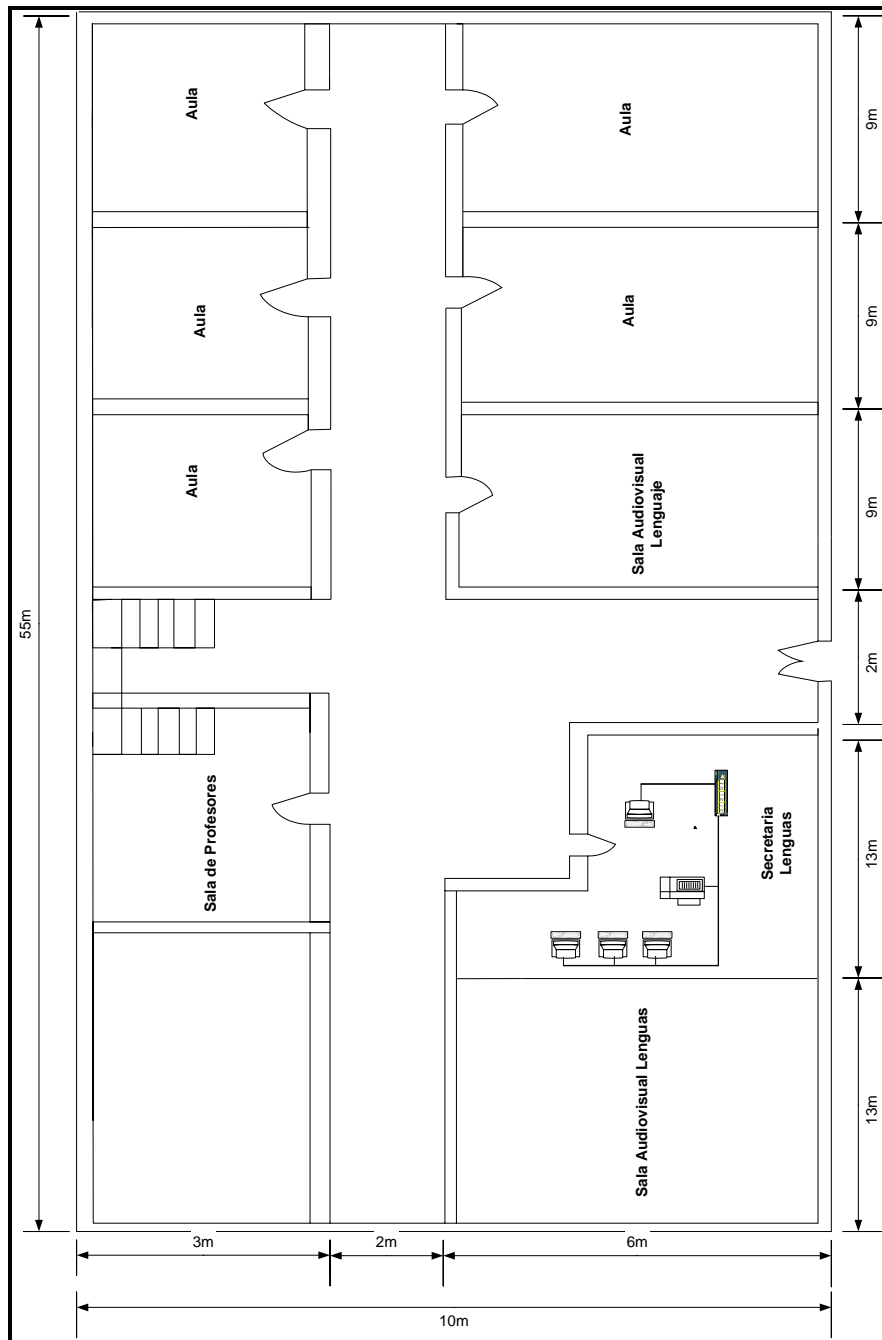 Aula
Aula
9m
Aula
Aula
9m
Aula
Sala Audiovisual
Lenguaje
9m
55m
2m
Sala de Profesores
Secretaria
Lenguas
13m
Sala Audiovisual Lenguas
13m
3m
2m
6m
10m